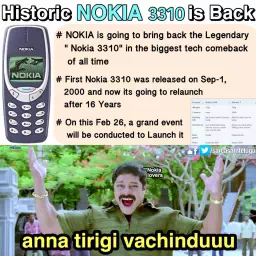 Historic NOKIA 3310 is Back
# NOKIA is going to bring back the Legendary
" Nokia 3310" in the biggest tech comeback
of all time
# First Nokia 3310 was released on Sep-1,
2000 and now its going to relaunch
after 16 Years
# On this Feb 26, a grand event
will be conducted to Launch it
NOKIA
NOKIA
/sarcasamtelugu
"Nokia
lovers
anna tirigi vachinduuu